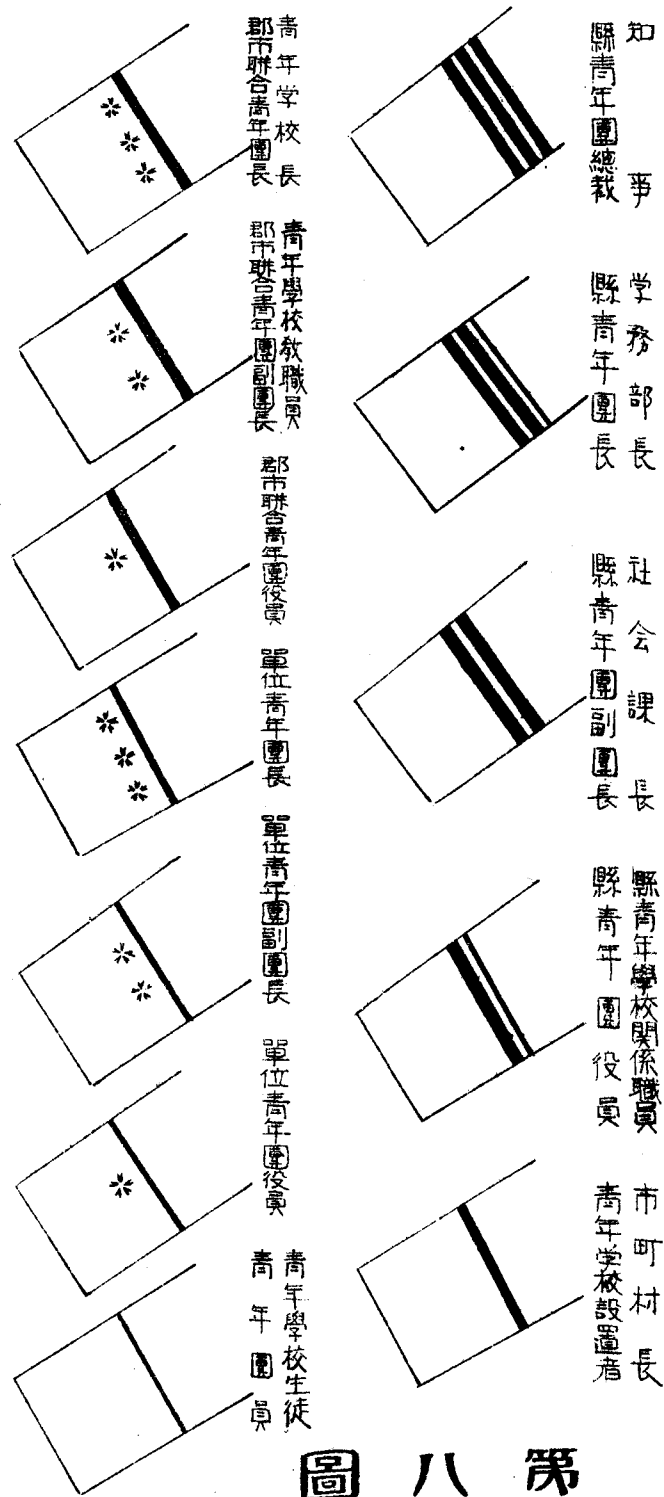 知事
縣青年團總裁
学務部長
縣青年團長
社会課長
縣青年團副團長
縣青年學校関係職員
縣青年團役員
市町村長
青年学校設置者
青年学校長
郡市聯合青年團長
青年學校教職員
郡市聯合青年團副團長
郡市聯合青年團役員
單位青年團長
單位青年團副團長
單位青年團役員
青年學校生徒
青年團員
第八圖